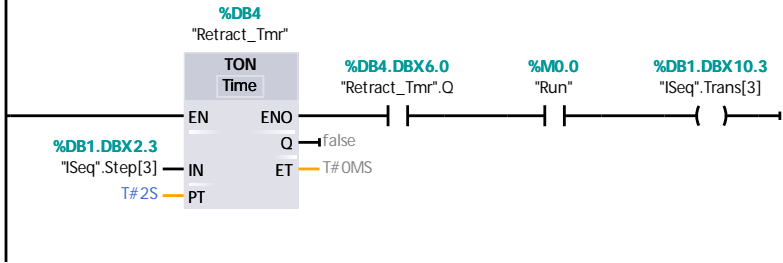 %DB4
"Retract_Tmr"
TON
Time
%DB4.DBX6.0
"Retract_Tmr".Q
%M0.0
"Run"
%DB1.DBX10.3
"ISeq".Trans[3]
EN ENO
%DB1.DBX2.3
Q false
"ISeq".Step[3] IN ET T#0MS
T#2S PT